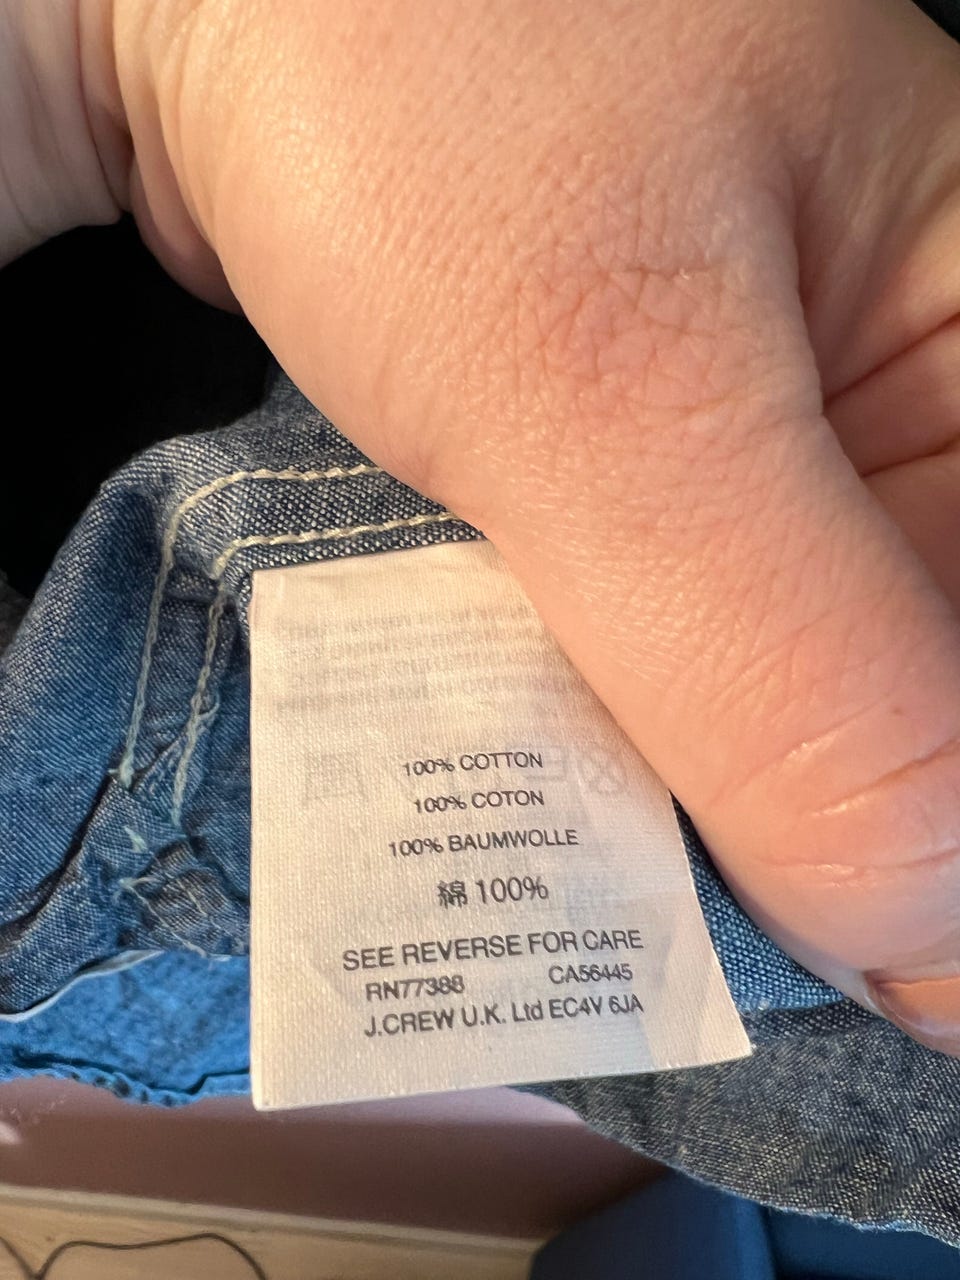 100% COTTON
100% COTON
100% BAUMWOLLE
綿 100%
SEE REVERSE FOR CARE
RN77388 CA56445
J.CREW U.K. Ltd EC4V 6JA